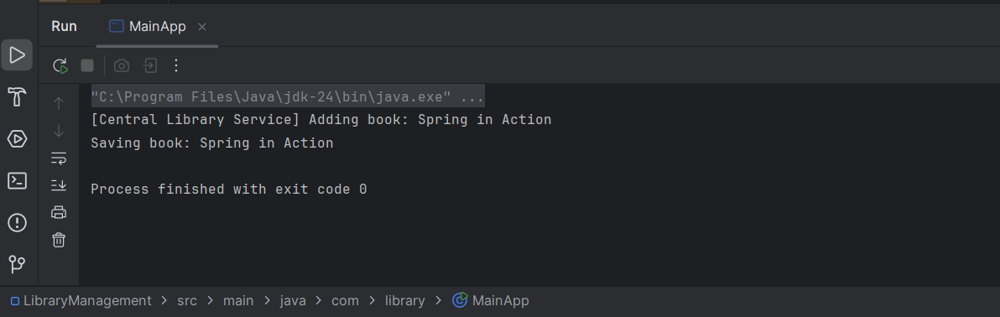 Run MainApp
"C:\Program Files\Java\jdk-24\bin\java.exe" ...
[Central Library Service] Adding book: Spring in Action
Saving book: Spring in Action
Process finished with exit code 0
LibraryManagement > src > main > java > com > library > MainApp